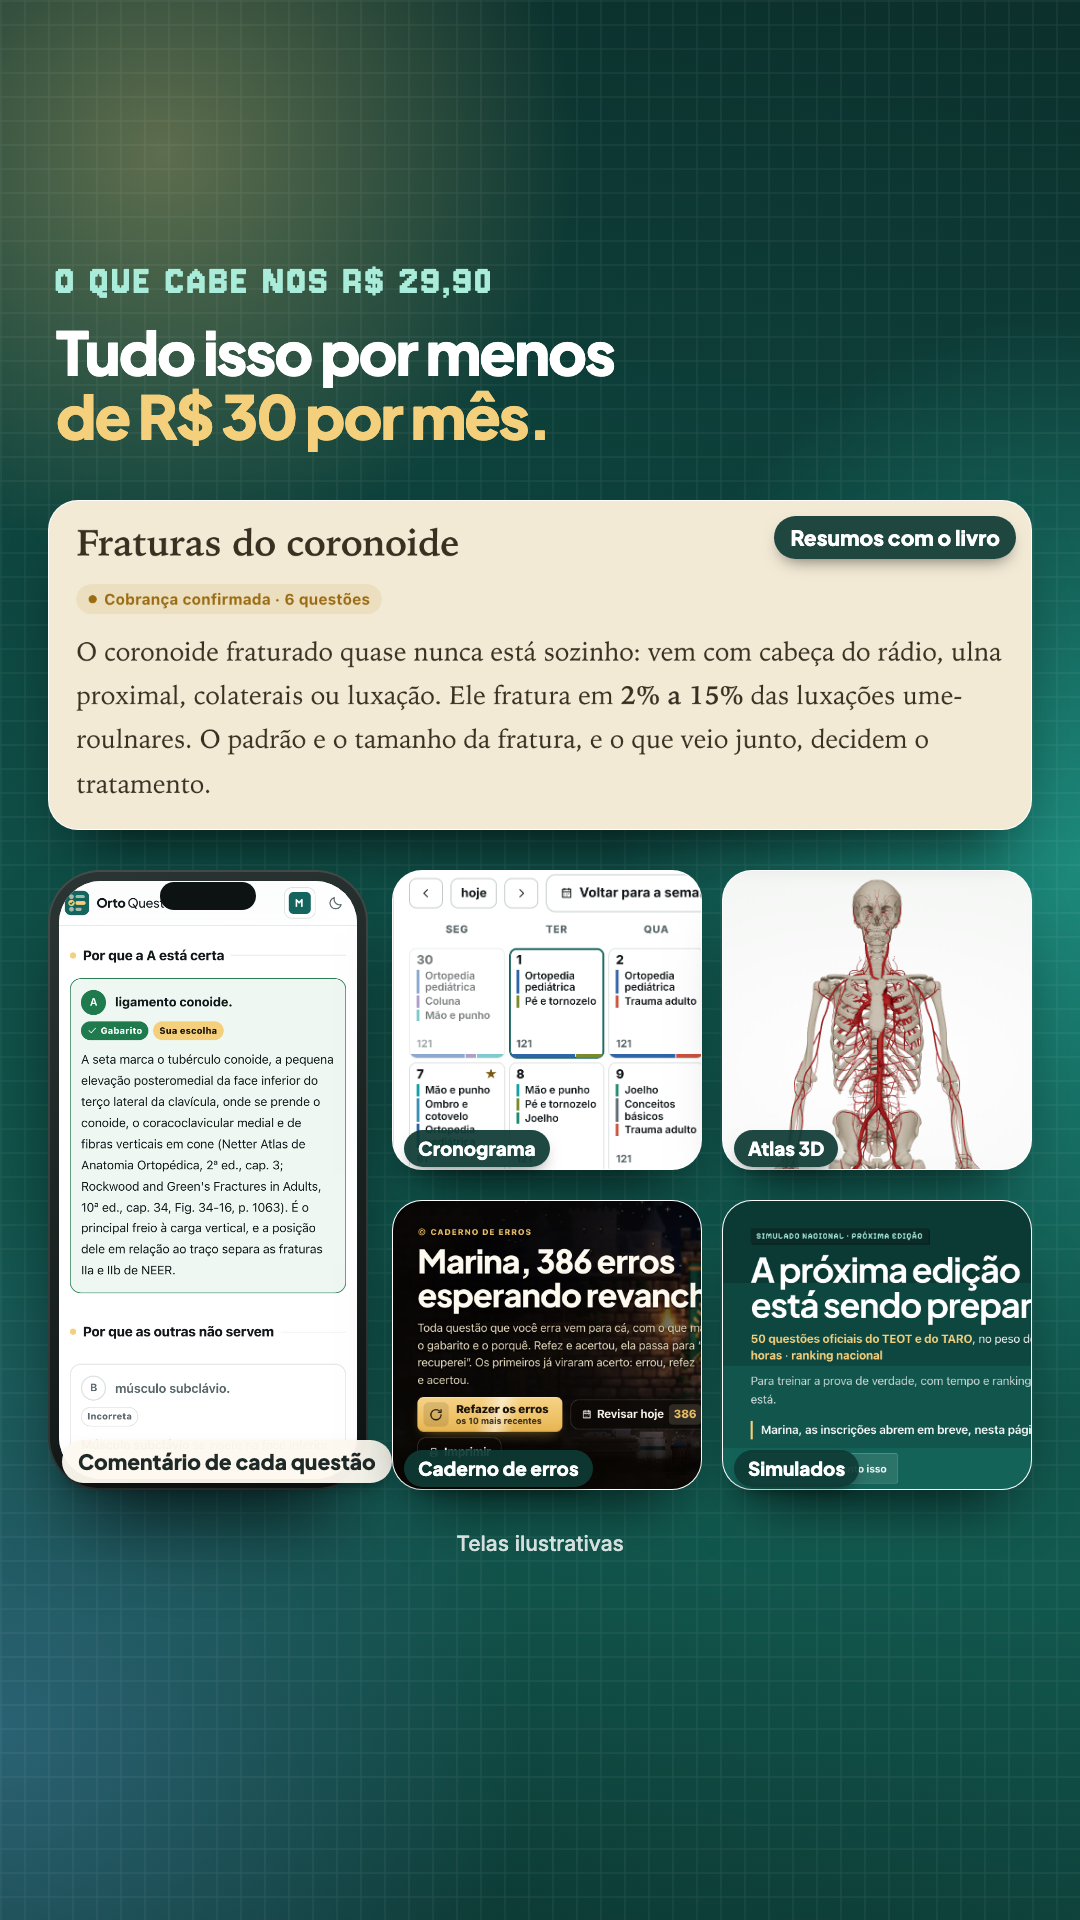 O QUE CABE NOS R$ 29,90
Tudo isso por menos
de R$ 30 por mês.
Fraturas do coronoide
Resumos com o livro
Cobrança confirmada · 6 questões
O coronoide fraturado quase nunca está sozinho: vem com cabeça do rádio, ulna
proximal, colaterais ou luxação. Ele fratura em 2% a 15% das luxações ume-
roulnares. O padrão e o tamanho da fratura, e o que veio junto, decidem o
tratamento.
Orto Quest
M
Por que a A está certa
A ligamento conoide.
Gabarito Sua escolha
A seta marca o tubérculo conoide, a pequena
elevação posteromedial da face inferior do
terço lateral da clavícula, onde se prende o
conoide, o coracoclavicular medial e de
fibras verticais em cone (Netter Atlas de
Anatomia Ortopédica, 2ª ed., cap. 3;
Rockwood and Green's Fractures in Adults,
10ª ed., cap. 34, Fig. 34-16, p. 1063). É o
principal freio à carga vertical, e a posição
dele em relação ao traço separa as fraturas
IIa e IIb de NEER.
Por que as outras não servem
B músculo subclávio.
Incorreta
Comentário de cada questão
hoje
Voltar para a sema
SEG TER QUA
30
Ortopedia
pediátrica
Coluna
Mão e punho
121
1
Ortopedia
pediátrica
Pé e tornozelo
121
2
Ortopedia
pediátrica
Trauma adulto
121
7
Mão e punho
Ombro e
cotovelo
Ortopedia
8
Mão e punho
Pé e tornozelo
Joelho
9
Joelho
Conceitos
básicos
Trauma adulto
121
Cronograma
Atlas 3D
CADERNO DE ERROS
Marina, 386 erros
esperando revanch
Toda questão que você erra vem para cá, com o que ma
o gabarito e o porquê. Refez e acertou, ela passa para "
recuperei". Os primeiros já viraram acerto: errou, refez
e acertou.
Refazer os erros
os 10 mais recentes
Revisar hoje 386
Imprimir
Caderno de erros
SIMULADO NACIONAL · PRÓXIMA EDIÇÃO
A próxima edição
está sendo prepar
50 questões oficiais do TEOT e do TARO, no peso d
horas · ranking nacional
Para treinar a prova de verdade, com tempo e ranking
está.
Marina, as inscrições abrem em breve, nesta pági
o isso
Simulados
Telas ilustrativas